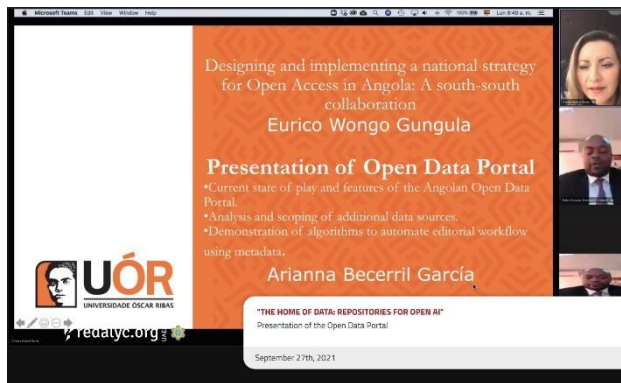 Microsoft Teams Edit View Window Help
100% Lun 8:46 a. m.
Designing and implementing a national strategy
for Open Access in Angola: A south-south
collaboration
Eurico Wongo Gungula
Presentation of Open Data Portal
•Current state of play and features of the Angolan Open Data
Portal.
•Analysis and scoping of additional data sources.
•Demonstration of algorithms to automate editorial workflow
using metadata.
Arianna Becerril García
UÓR
UNIVERSIDADE ÓSCAR RIBAS
redalyc.org
"THE HOME OF DATA: REPOSITORIES FOR OPEN AI"
Presentation of the Open Data Portal
September 27th, 2021